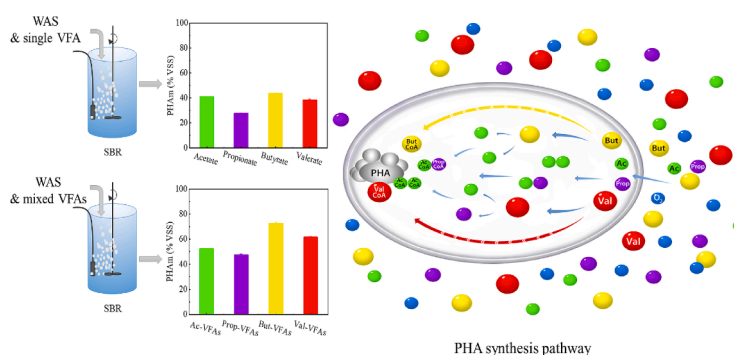 WAS
& single VFA
SBR
PHAm (% VSS)
100
80
60
40
20
0
Acetate
Propionate
Butyrate
Valerate
WAS
& mixed VFAs
SBR
PHAm (% VSS)
100
80
60
40
20
0
Ac-VFAs
Prop-VFAs
But-VFAs
Val-VFAs
But
CoA
Ac
CoA
Prop
CoA
PHA
Ac
CoA
Ac
CoA
Val
CoA
But
Ac
Prop
Val
But
Ac
Prop
O2
Val
PHA synthesis pathway